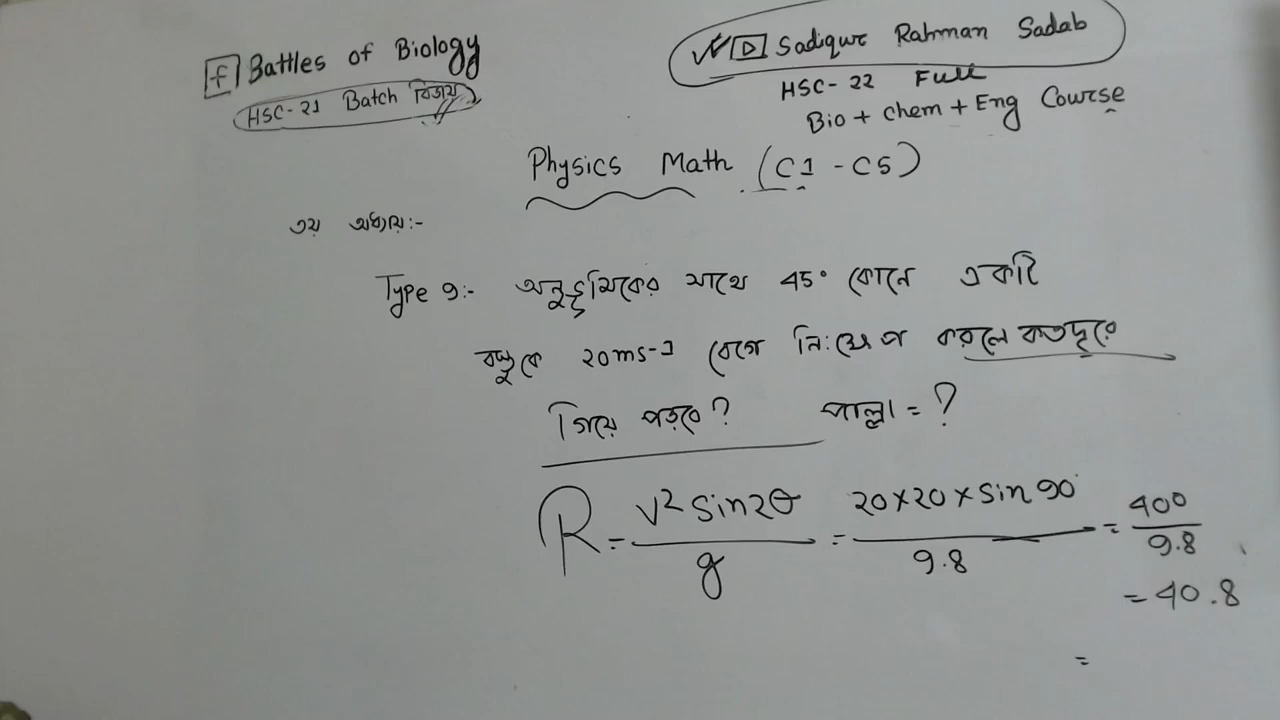 f Battles of Biology
HSC-21 Batch বিজয়
Sadiqur Rahman Sadab
HSC-22 Full
Bio + chem + Eng Course
Physics Math (C1-C5)
৩য় অধ্যায়:-
Type 9:- অনুভূমিকের সাথে 45° কোনে একটি
বস্তুকে 20ms-1 বেগে নিঃক্ষেপ করলে কতদূরে
গিয়ে পড়বে? পাল্লা = ?
R = v² sin2θ / g = 20×20×sin 90° / 9.8 = 400 / 9.8
= 40.8
=